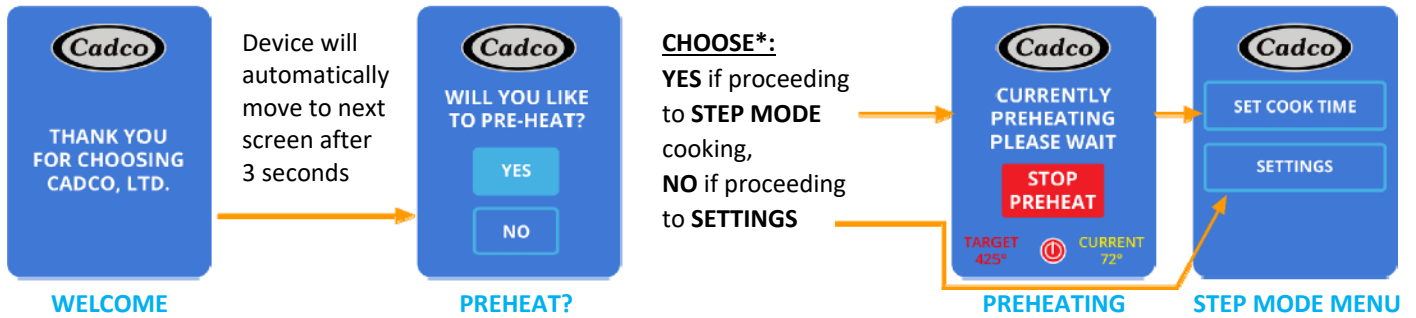 Cadco
THANK YOU
FOR CHOOSING
CADCO, LTD.
WELCOME
Device will
automatically
move to next
screen after
3 seconds
Cadco
WILL YOU LIKE
TO PRE-HEAT?
YES
NO
PREHEAT?
CHOOSE*:
YES if proceeding
to STEP MODE
cooking,
NO if proceeding
to SETTINGS
Cadco
CURRENTLY
PREHEATING
PLEASE WAIT
STOP
PREHEAT
TARGET
425°
CURRENT
72°
PREHEATING
Cadco
SET COOK TIME
SETTINGS
STEP MODE MENU